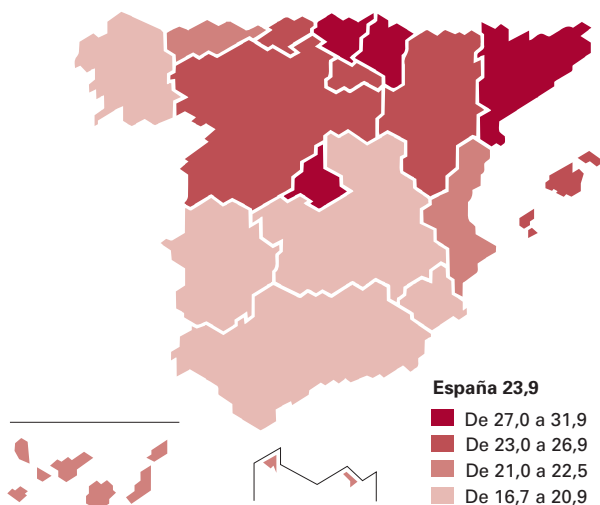 España 23,9
De 27,0 a 31,9
De 23,0 a 26,9
De 21,0 a 22,5
De 16,7 a 20,9